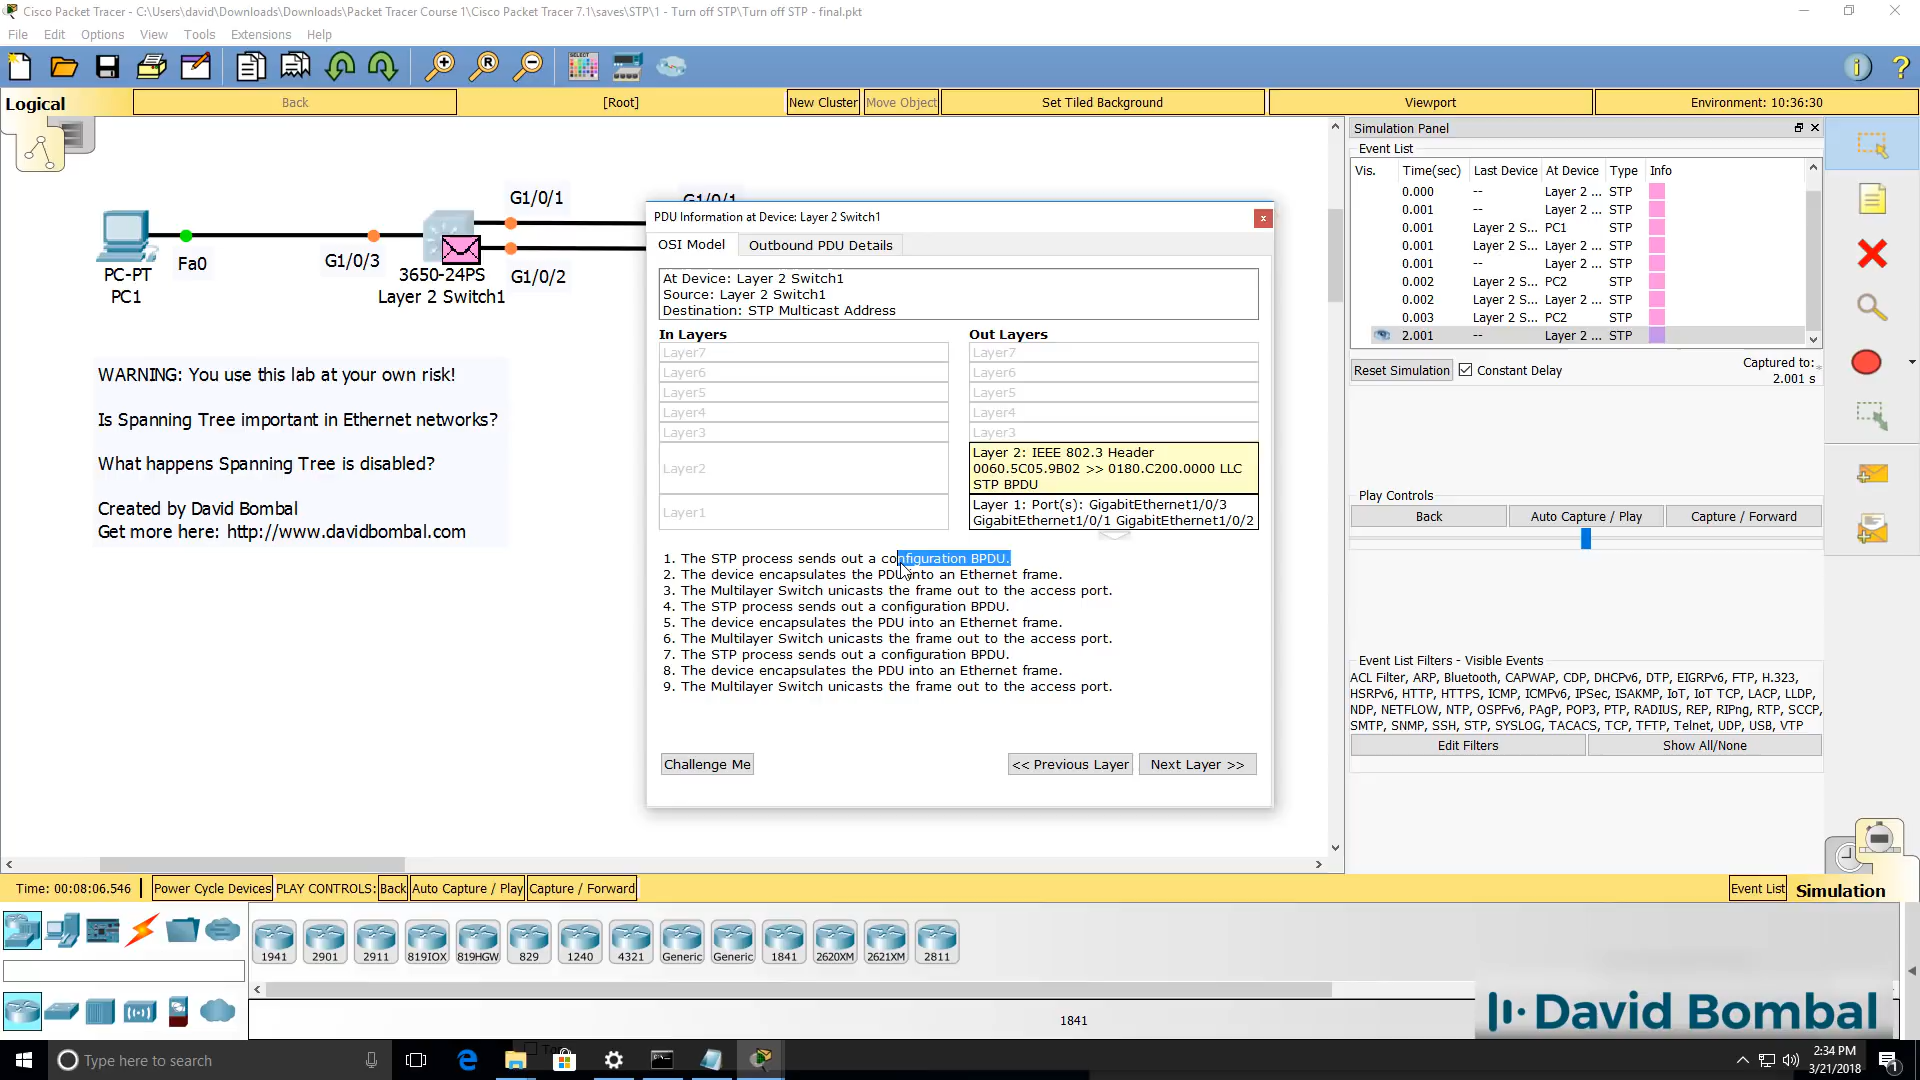 Cisco Packet Tracer - C:\Users\david\Downloads\Downloads\Packet Tracer Course 1\Cisco Packet Tracer 7.1\saves\STP\1 - Turn off STP\Turn off STP - final.pkt
File Edit Options View Tools Extensions Help
Logical Back [Root] New Cluster Move Object Set Tiled Background Viewport Environment: 10:36:30
G1/0/1
G1/0/1
Fa0
G1/0/3
G1/0/2
PC-PT
PC1
3650-24PS
Layer 2 Switch1
WARNING: You use this lab at your own risk!
Is Spanning Tree important in Ethernet networks?
What happens Spanning Tree is disabled?
Created by David Bombal
Get more here: http://www.davidbombal.com
PDU Information at Device: Layer 2 Switch1
OSI Model Outbound PDU Details
At Device: Layer 2 Switch1
Source: Layer 2 Switch1
Destination: STP Multicast Address
In Layers Out Layers
Layer7 Layer7
Layer6 Layer6
Layer5 Layer5
Layer4 Layer4
Layer3 Layer3
Layer2
Layer 2: IEEE 802.3 Header
0060.5C05.9B02 >> 0180.C200.0000 LLC
STP BPDU
Layer1
Layer 1: Port(s): GigabitEthernet1/0/3
GigabitEthernet1/0/1 GigabitEthernet1/0/2
1. The STP process sends out a configuration BPDU.
2. The device encapsulates the PDU into an Ethernet frame.
3. The Multilayer Switch unicasts the frame out to the access port.
4. The STP process sends out a configuration BPDU.
5. The device encapsulates the PDU into an Ethernet frame.
6. The Multilayer Switch unicasts the frame out to the access port.
7. The STP process sends out a configuration BPDU.
8. The device encapsulates the PDU into an Ethernet frame.
9. The Multilayer Switch unicasts the frame out to the access port.
Challenge Me << Previous Layer Next Layer >>
Simulation Panel
Event List
Vis. Time(sec) Last Device At Device Type Info
0.000 -- Layer 2 ... STP
0.001 -- Layer 2 ... STP
0.001 Layer 2 S... PC1 STP
0.001 Layer 2 S... Layer 2 ... STP
0.001 -- Layer 2 ... STP
0.002 Layer 2 S... PC2 STP
0.002 Layer 2 S... Layer 2 ... STP
0.003 Layer 2 S... PC2 STP
2.001 -- Layer 2 ... STP
Reset Simulation Constant Delay Captured to:
2.001 s
Play Controls
Back Auto Capture / Play Capture / Forward
Event List Filters - Visible Events
ACL Filter, ARP, Bluetooth, CAPWAP, CDP, DHCPv6, DTP, EIGRPv6, FTP, H.323,
HSRPv6, HTTP, HTTPS, ICMP, ICMPv6, IPSec, ISAKMP, IoT, IoT TCP, LACP, LLDP,
NDP, NETFLOW, NTP, OSPFv6, PAgP, POP3, PTP, RADIUS, REP, RIPng, RTP, SCCP,
SMTP, SNMP, SSH, STP, SYSLOG, TACACS, TCP, TFTP, Telnet, UDP, USB, VTP
Edit Filters Show All/None
Time: 00:08:06.546 Power Cycle Devices PLAY CONTROLS: Back Auto Capture / Play Capture / Forward Event List Simulation
1941 2901 2911 819IOX 819HGW 829 1240 4321 Generic Generic 1841 2620XM 2621XM 2811
1841
David Bombal
Type here to search
2:34 PM
3/21/2018
1